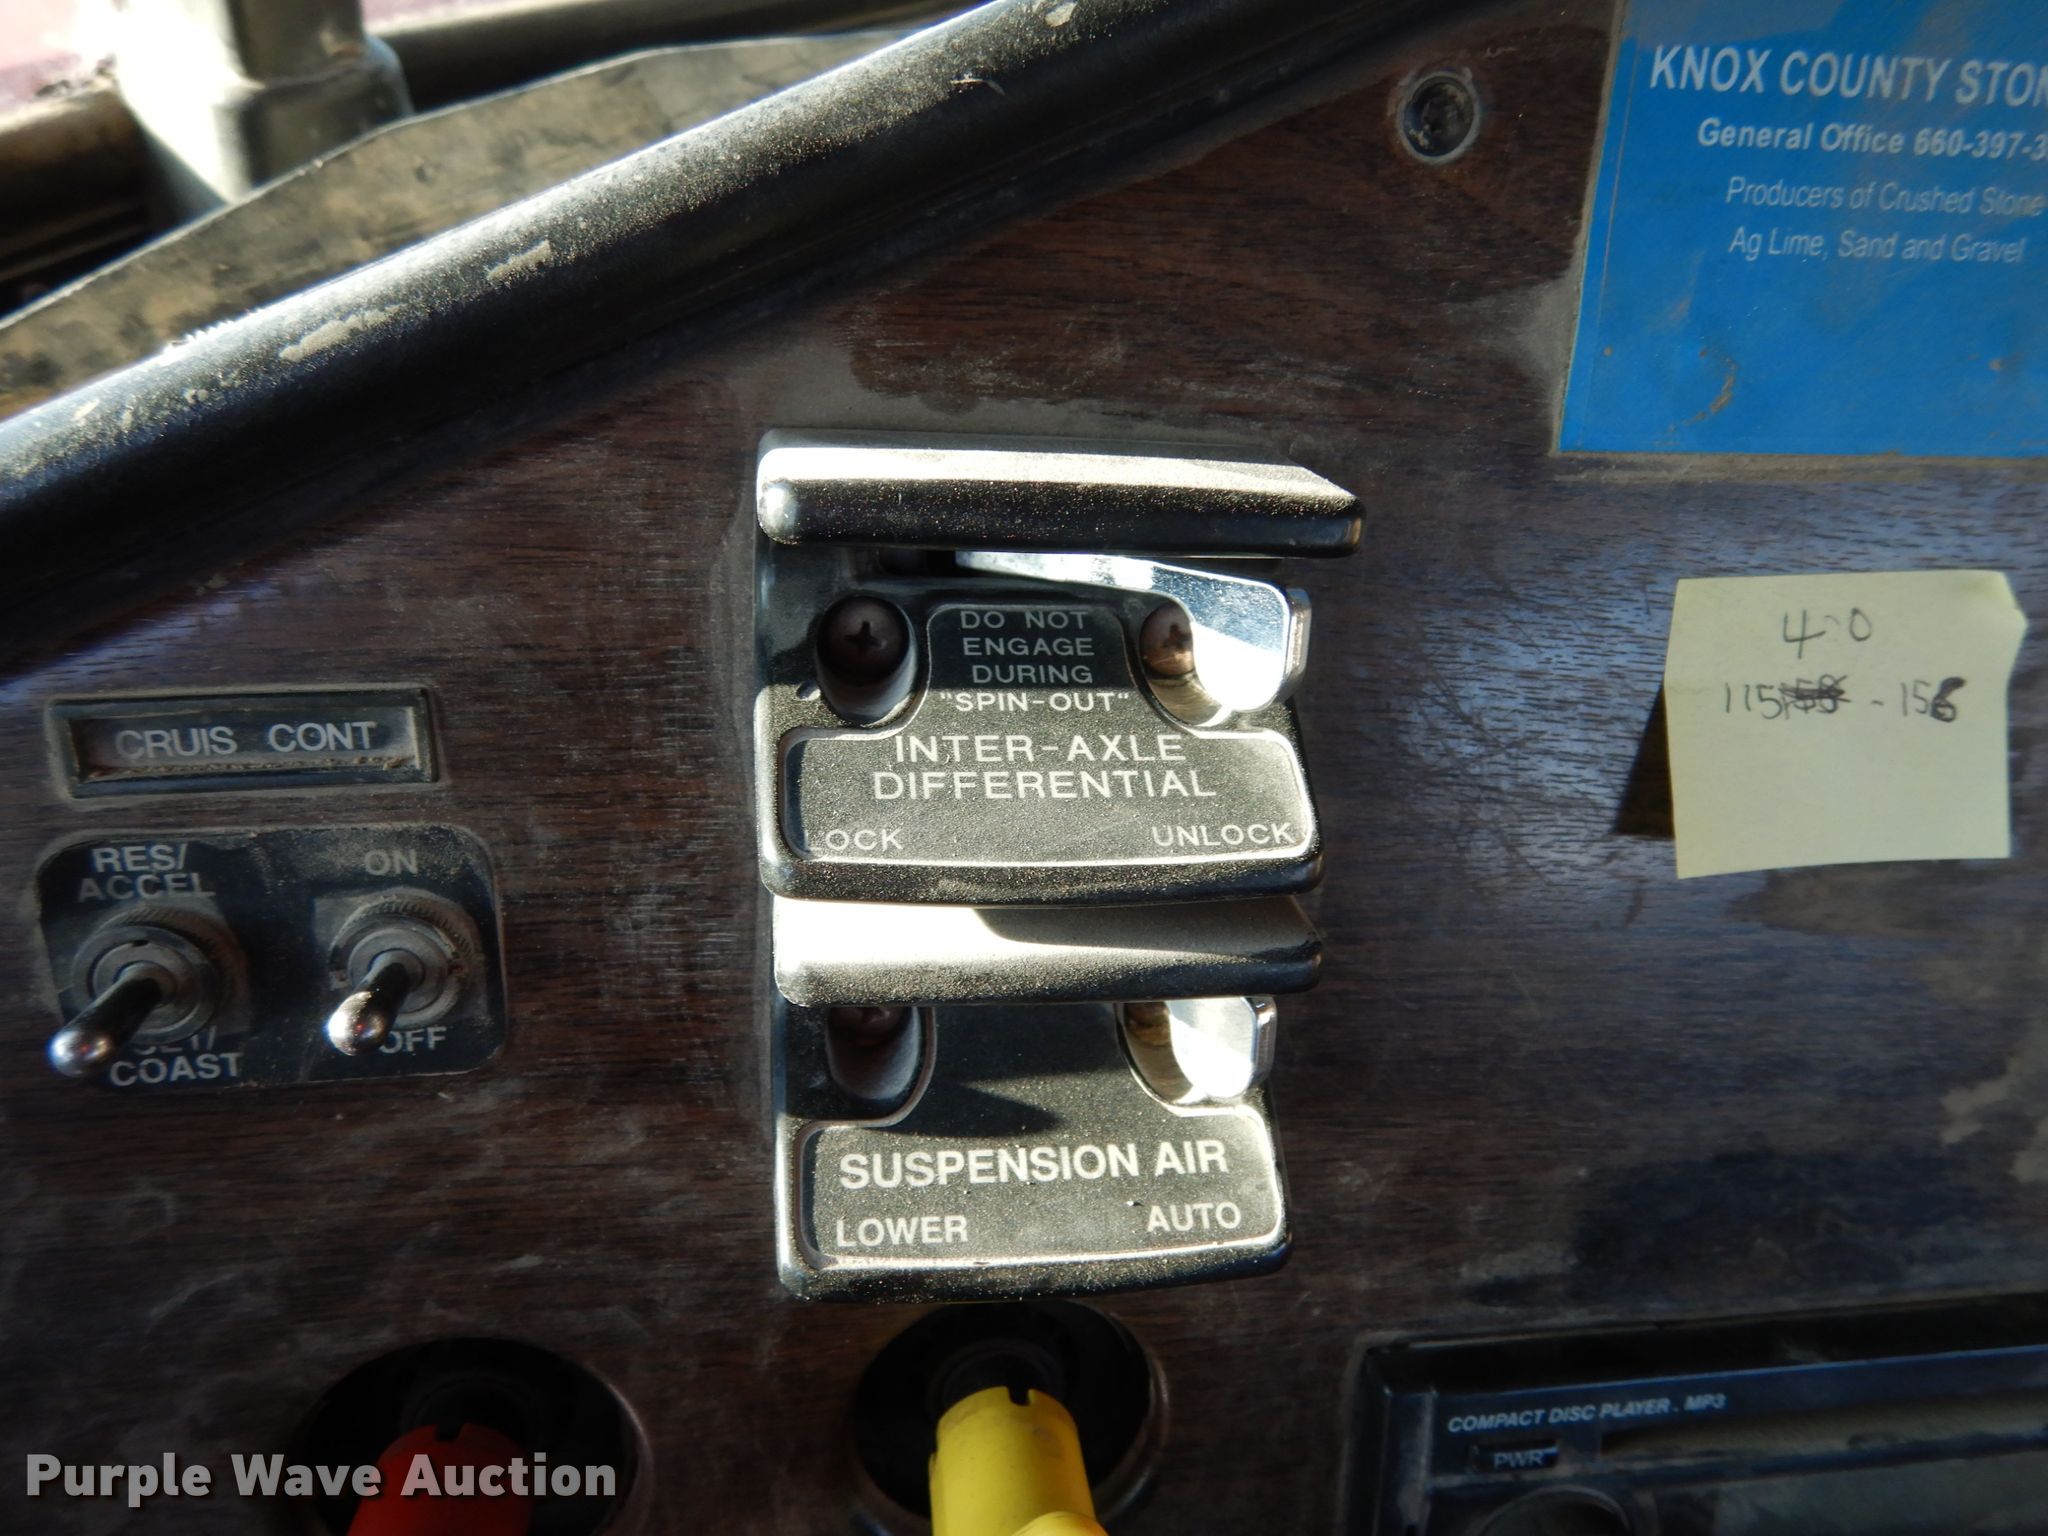 KNOX COUNTY
General Office 660-397-
Producers of Crushed Stone
Ag Lime, Sand and Gravel
DO NOT
ENGAGE
DURING
"SPIN-OUT"
INTER-AXLE
DIFFERENTIAL
LOCK UNLOCK
115 - 156
CRUIS CONT
RES/
ACCEL
ON
OFF
COAST
SUSPENSION AIR
LOWER AUTO
COMPACT DISC PLAYER . MP3
PWR
Purple Wave Auction